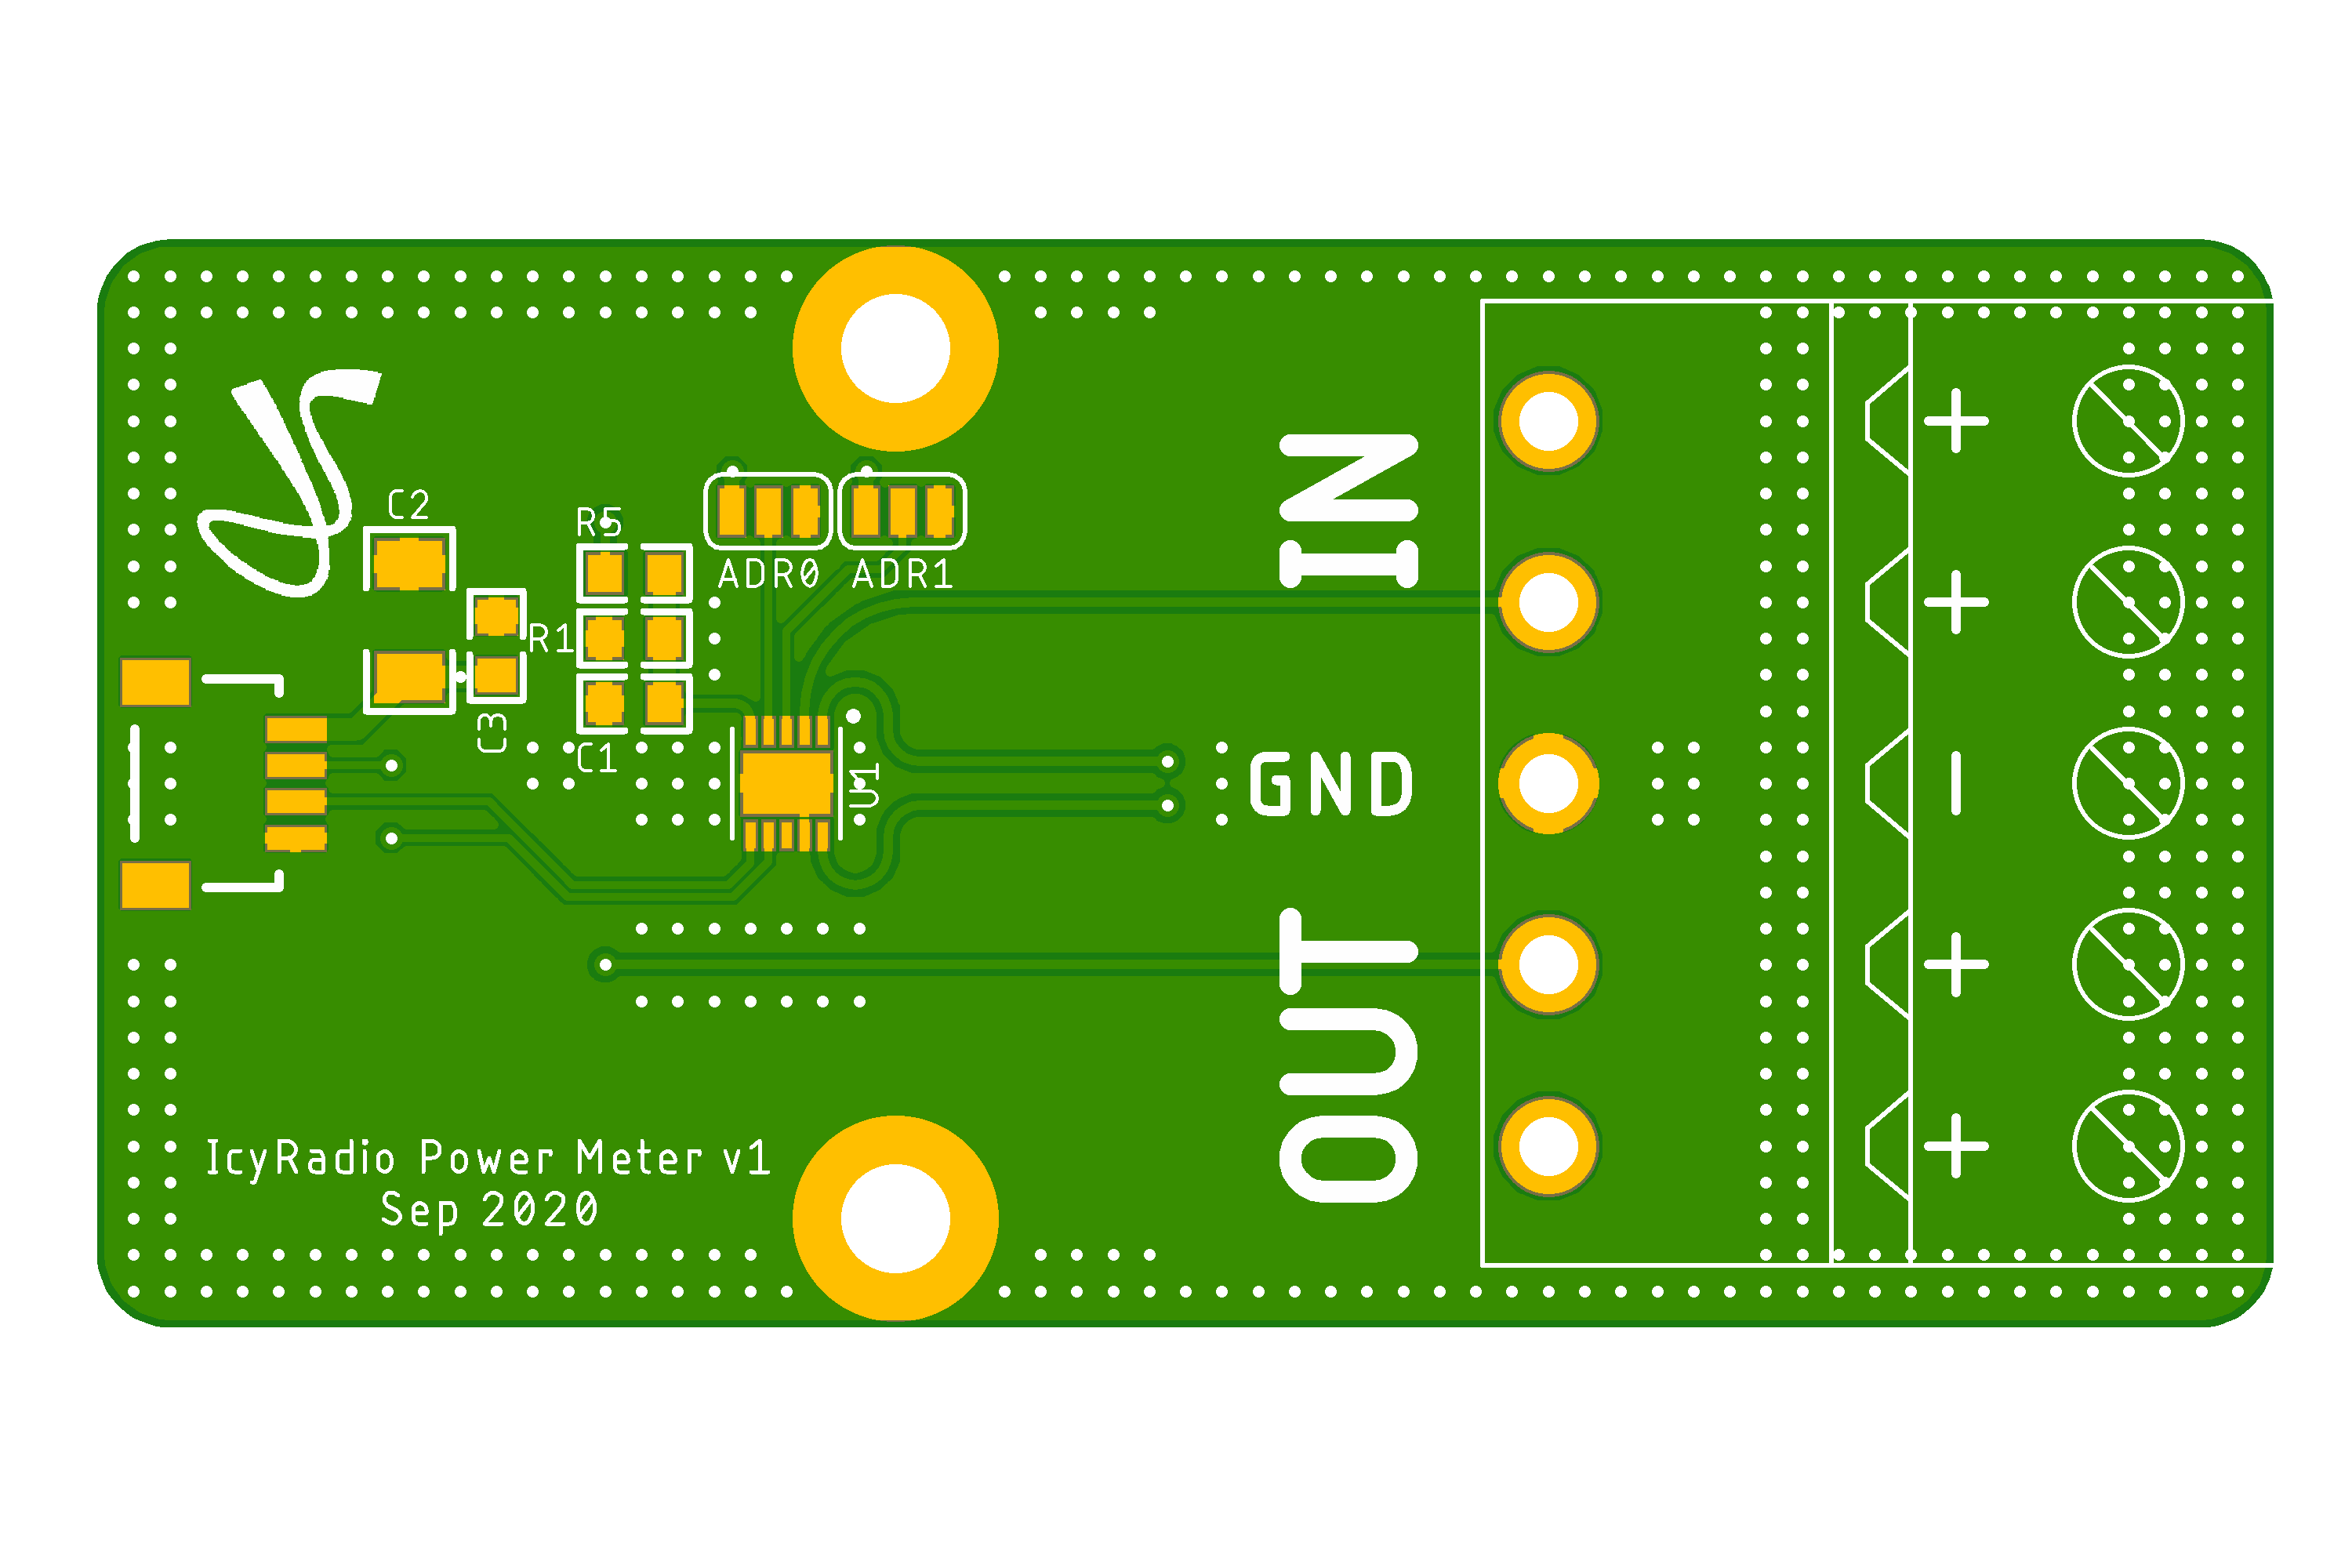 C2
R5
ADR0 ADR1
R1
C3
C1
U1
IN
GND
OUT
+
+
-
+
+
IcyRadio Power Meter v1
Sep 2020